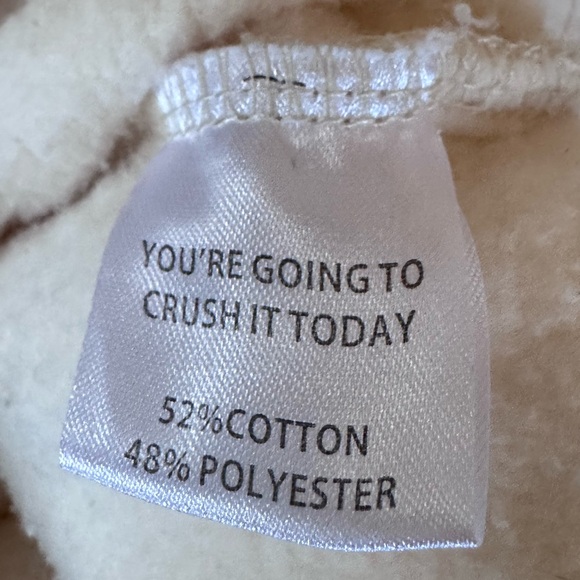 YOU'RE GOING TO
CRUSH IT TODAY
52%COTTON
48% POLYESTER